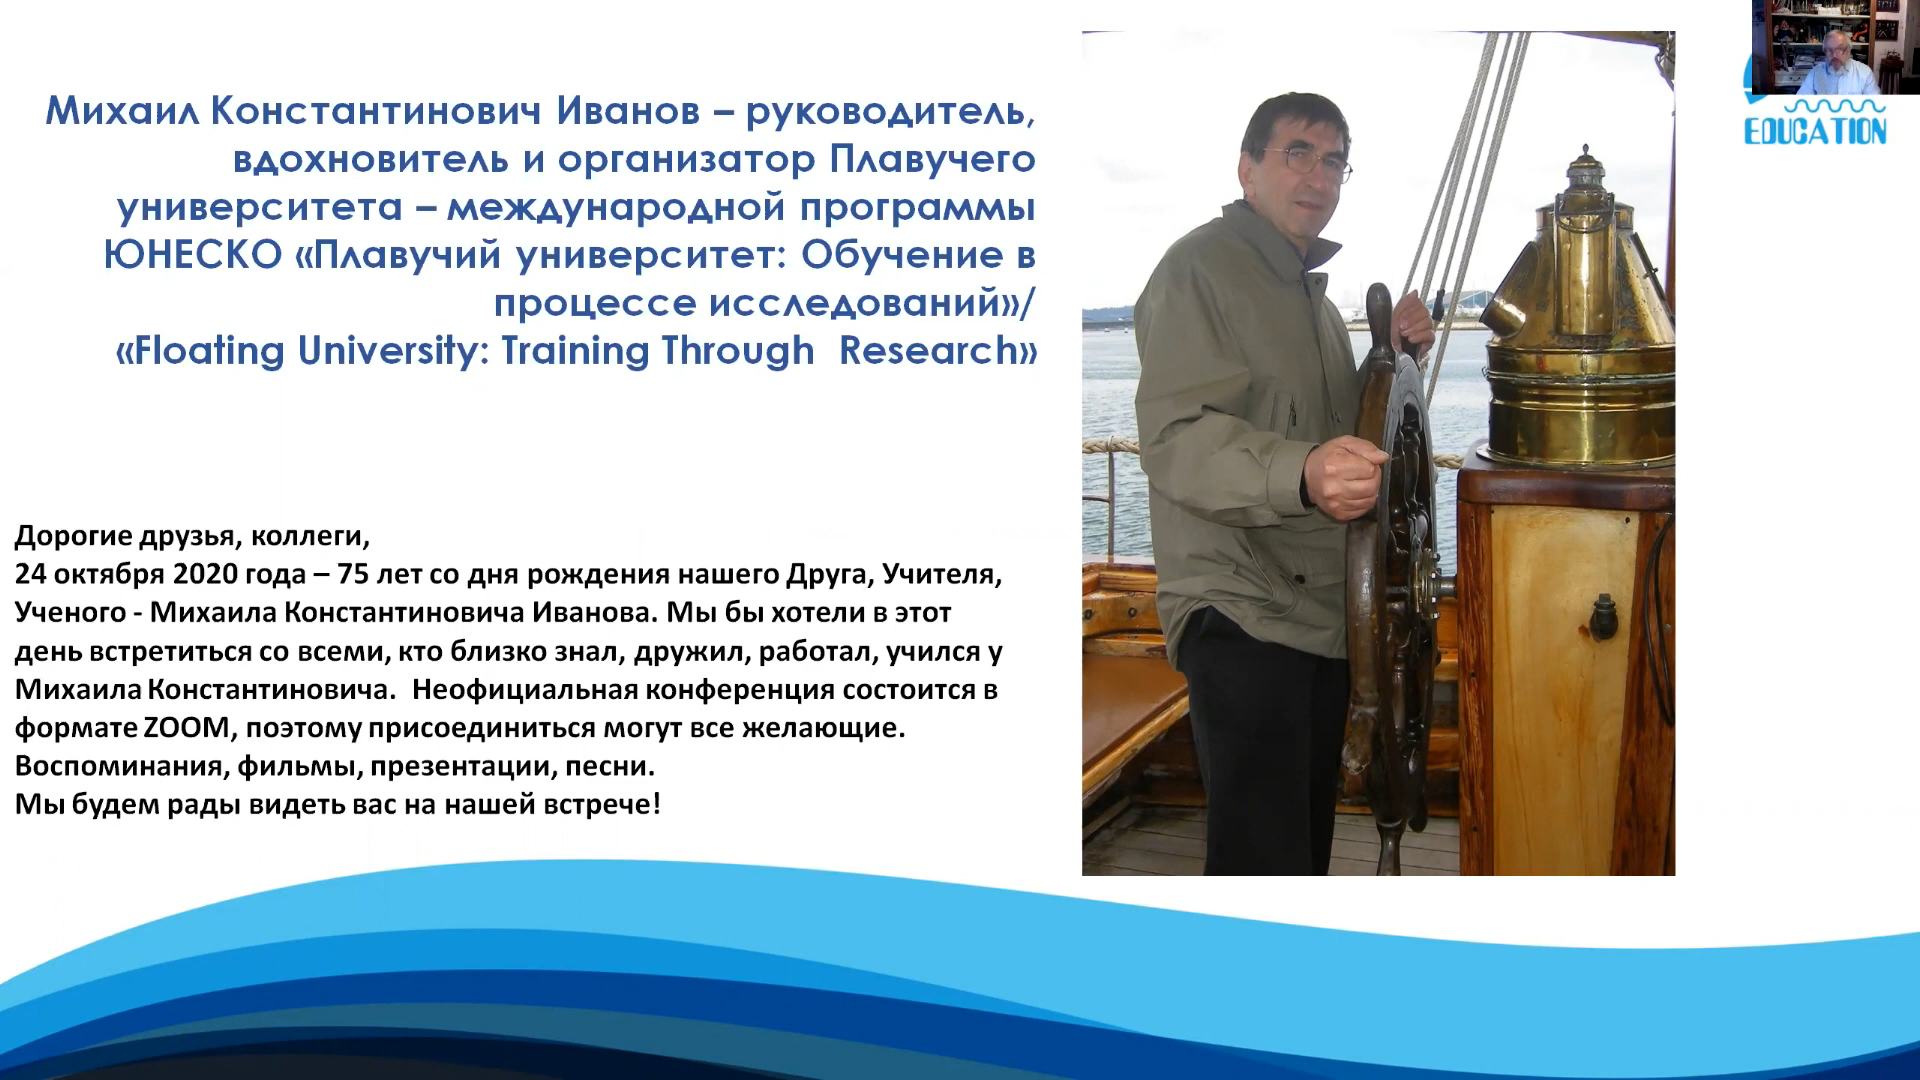 Михаил Константинович Иванов – руководитель,
вдохновитель и организатор Плавучего
университета – международной программы
ЮНЕСКО «Плавучий университет: Обучение в
процессе исследований»/
«Floating University: Training Through Research»
EDUCATION
Дорогие друзья, коллеги,
24 октября 2020 года – 75 лет со дня рождения нашего Друга, Учителя,
Ученого - Михаила Константиновича Иванова. Мы бы хотели в этот
день встретиться со всеми, кто близко знал, дружил, работал, учился у
Михаила Константиновича. Неофициальная конференция состоится в
формате ZOOM, поэтому присоединиться могут все желающие.
Воспоминания, фильмы, презентации, песни.
Мы будем рады видеть вас на нашей встрече!